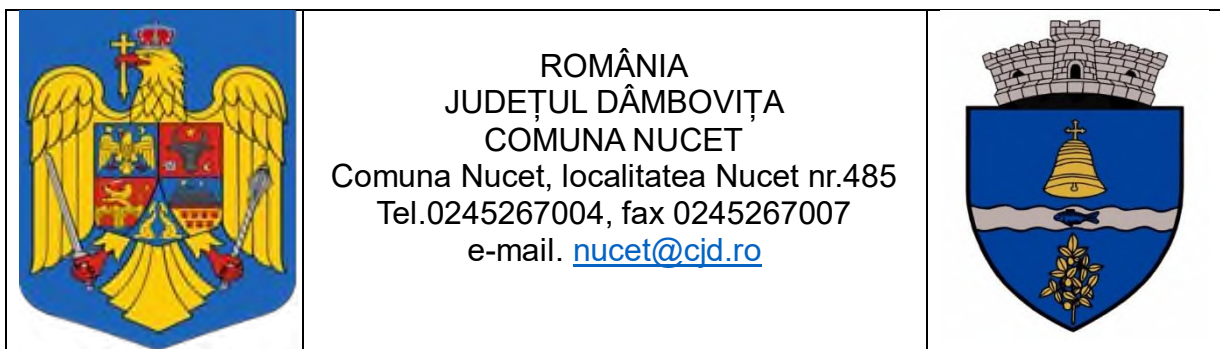 ROMÂNIA
JUDEȚUL DÂMBOVIȚA
COMUNA NUCET
Comuna Nucet, localitatea Nucet nr.485
Tel.0245267004, fax 0245267007
e-mail. nucet@cjd.ro